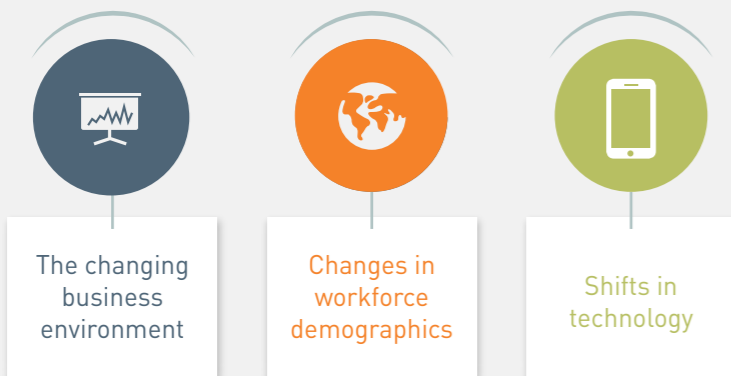 The changing
business
environment
Changes in
workforce
demographics
Shifts in
technology